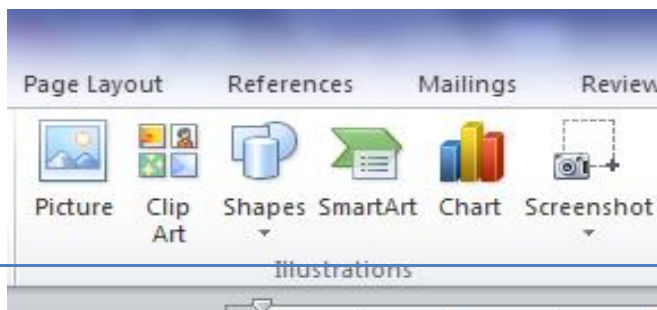 Page Layout References Mailings Review
Picture Clip Art Shapes SmartArt Chart Screenshot
Illustrations